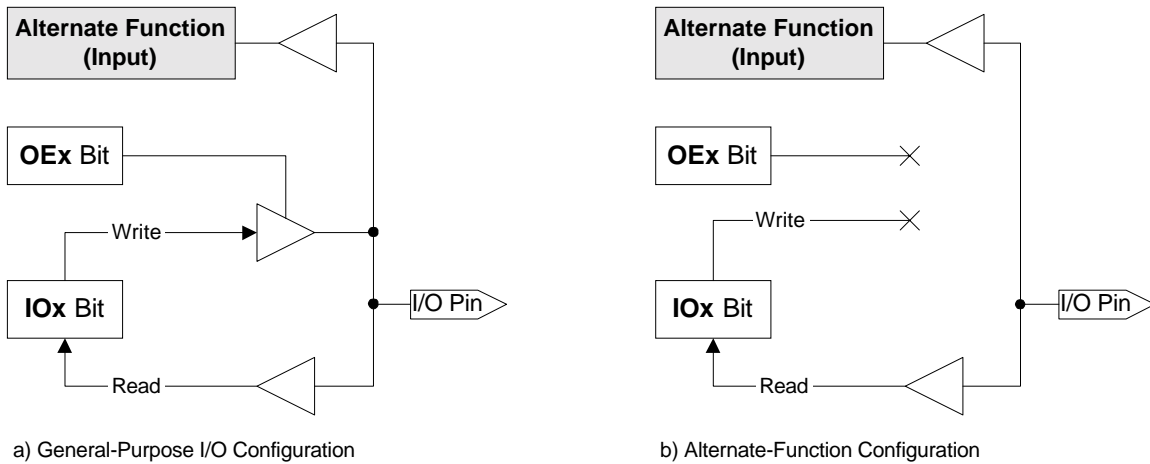 Alternate Function
(Input)
OEx Bit
Write
IOx Bit
I/O Pin
Read
a) General-Purpose I/O Configuration
Alternate Function
(Input)
OEx Bit
Write
IOx Bit
I/O Pin
Read
b) Alternate-Function Configuration